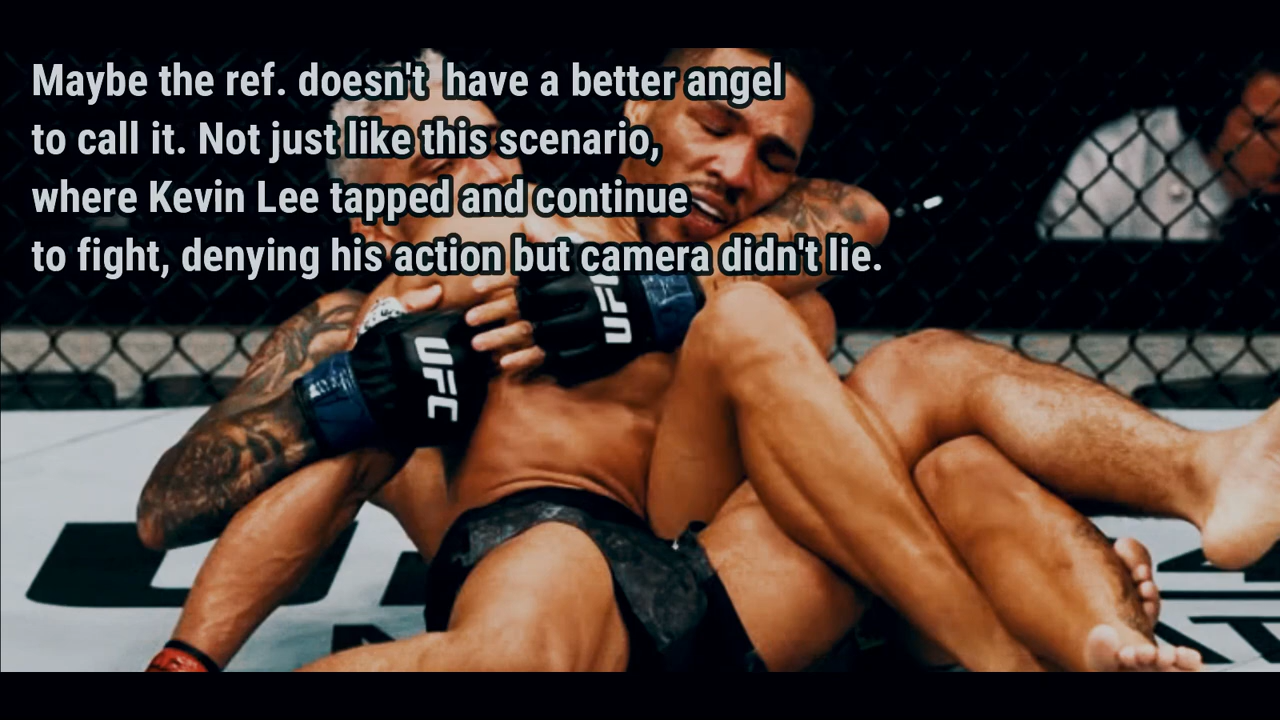 Maybe the ref. doesn't have a better angel
to call it. Not just like this scenario,
where Kevin Lee tapped and continue
to fight, denying his action but camera didn't lie.
UFC
UFC